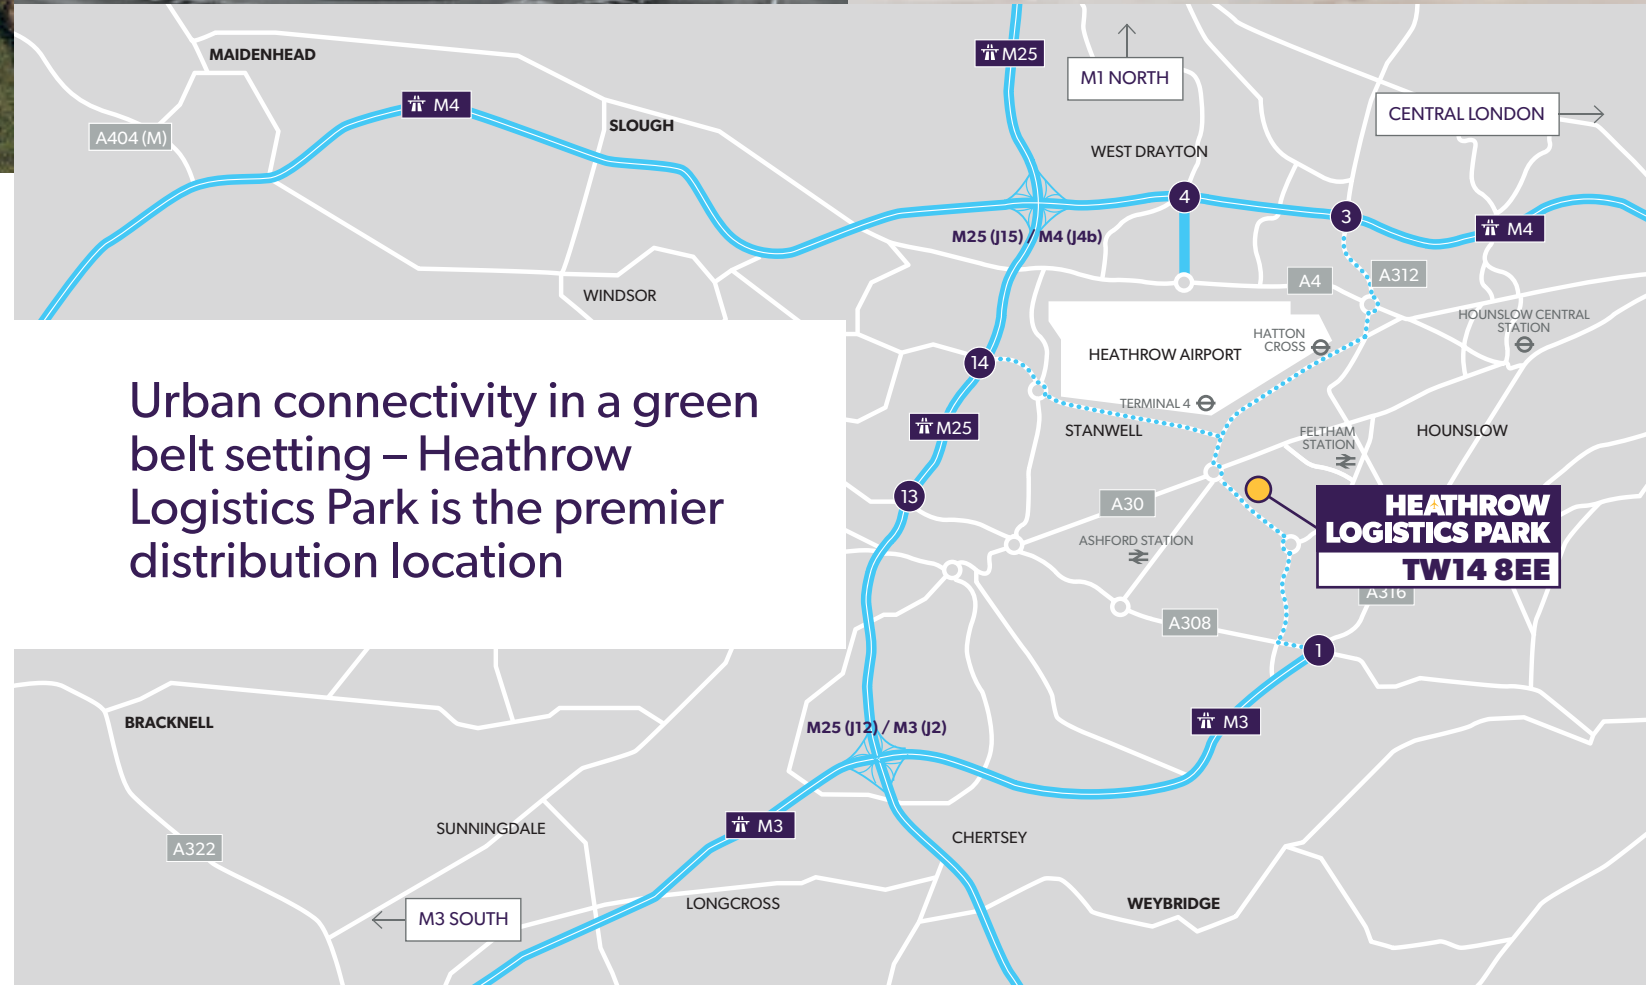 MAIDENHEAD
M25
M1 NORTH
M4
CENTRAL LONDON
A404 (M)
SLOUGH
WEST DRAYTON
4
3
M4
M25 (J15) / M4 (J4b)
A312
A4
WINDSOR
HOUNSLOW CENTRAL
STATION
HATTON
CROSS
HEATHROW AIRPORT
14
TERMINAL 4
Urban connectivity in a green
belt setting – Heathrow
Logistics Park is the premier
distribution location
M25
STANWELL
FELTHAM
STATION
HOUNSLOW
13
A30
HEATHROW
LOGISTICS PARK
TW14 8EE
ASHFORD STATION
A316
A308
1
BRACKNELL
M25 (J12) / M3 (J2)
M3
SUNNINGDALE
M3
CHERTSEY
A322
LONGCROSS
WEYBRIDGE
M3 SOUTH